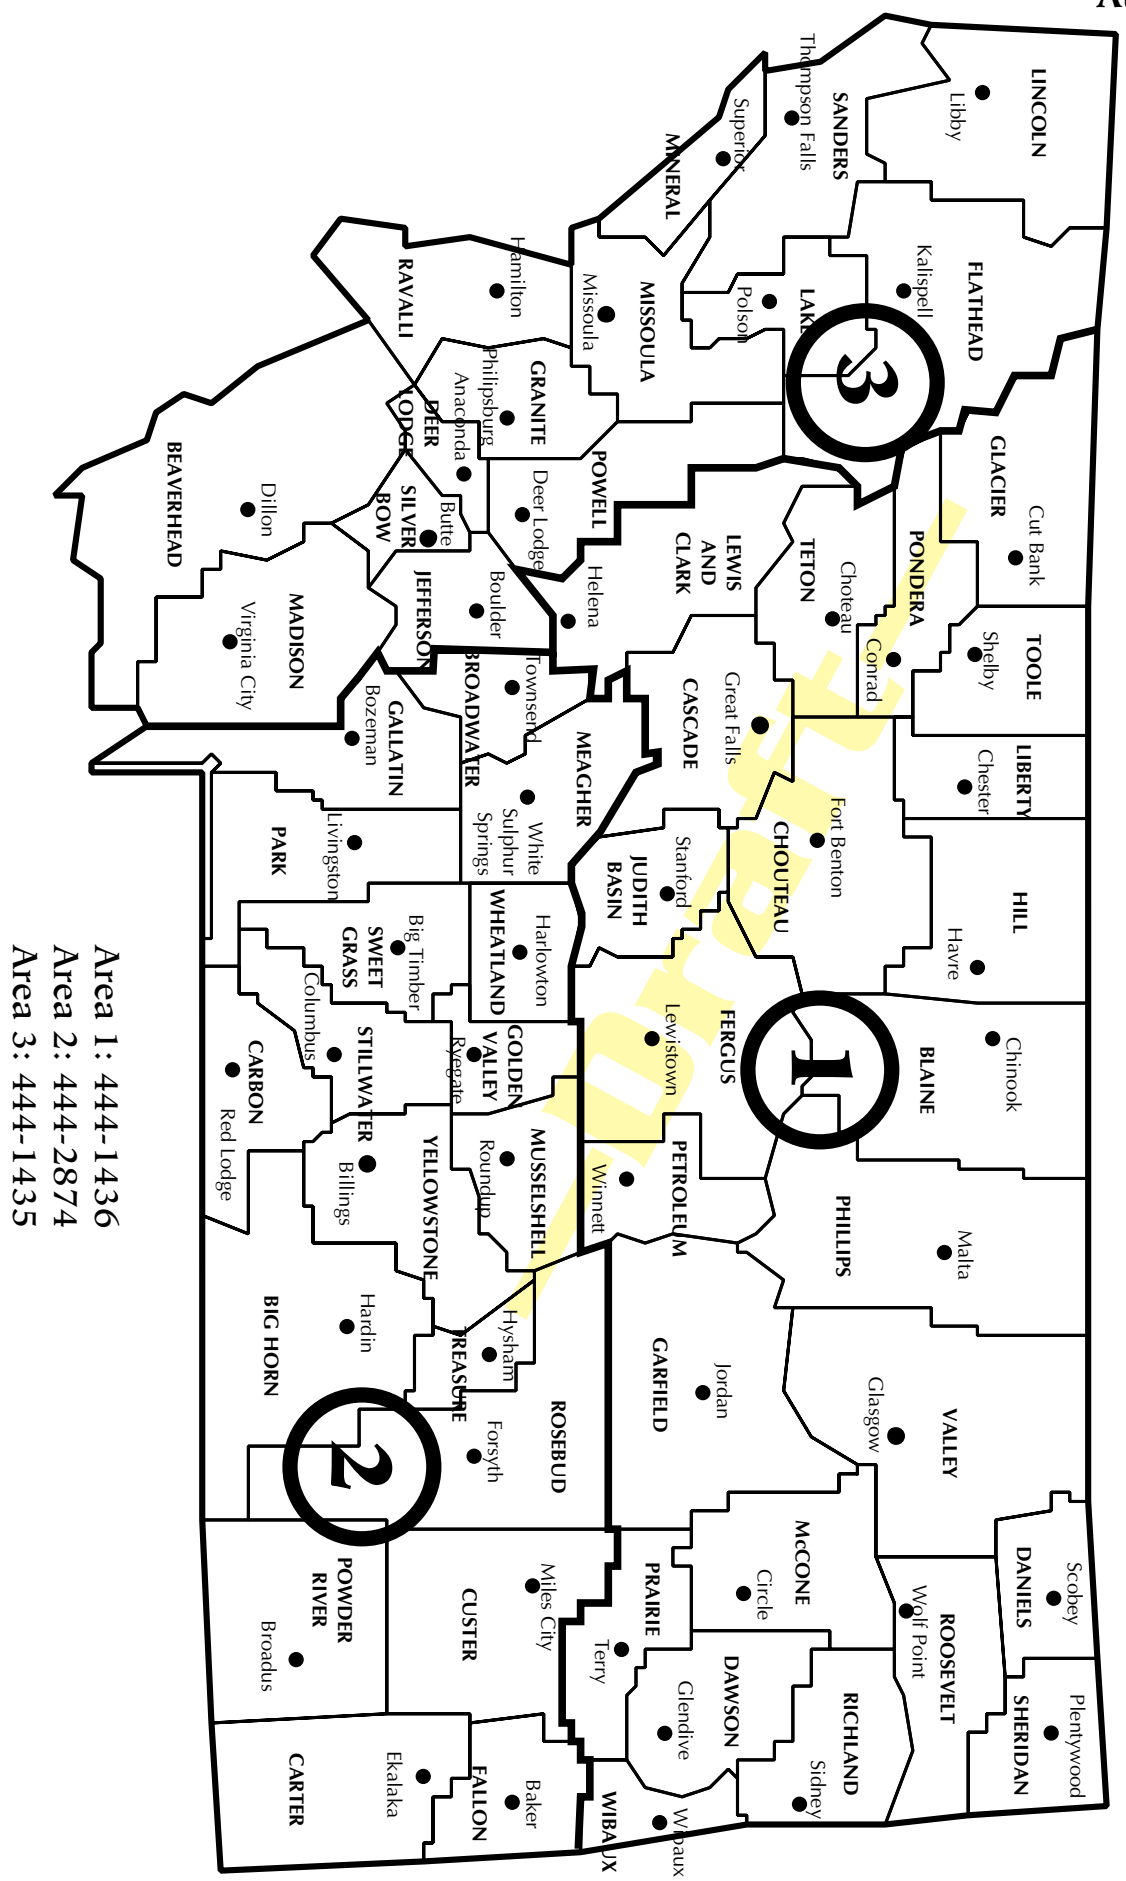 LINCOLN
Libby
SANDERS
Thompson Falls
Superior
MINERAL
FLATHEAD
Kalispell
LAKE
Polson
3
MISSOULA
Missoula
Hamilton
RAVALLI
GRANITE
Philipsburg
Anaconda
DEER
LODGE
POWELL
Deer Lodge
Butte
SILVER
BOW
Dillon
BEAVERHEAD
Cut Bank
GLACIER
PONDERA
Conrad
Choteau
TETON
LEWIS
AND
CLARK
Helena
Boulder
JEFFERSON
MADISON
Virginia City
TOOLE
Shelby
LIBERTY
Chester
Great Falls
CASCADE
Townsend
BROADWATER
GALLATIN
Bozeman
MEAGHER
White
Sulphur
Springs
Livingston
PARK
HILL
Havre
Fort Benton
CHOUTEAU
Stanford
JUDITH
BASIN
Harlowton
WHEATLAND
Big Timber
SWEET
GRASS
Draft
Chinook
BLAINE
1
FERGUS
Lewistown
GOLDEN
VALLEY
Ryegate
STILLWATER
Columbus
CARBON
Red Lodge
Malta
PHILLIPS
PETROLEUM
Winnett
MUSSELSHELL
Roundup
YELLOWSTONE
Billings
Hardin
BIG HORN
VALLEY
Glasgow
Jordan
GARFIELD
ROSEBUD
Hysham
TREASURE
Forsyth
2
Scobey
DANIELS
ROOSEVELT
Wolf Point
McCONE
Circle
PRAIRIE
Terry
Miles City
CUSTER
POWDER
RIVER
Broadus
Plentywood
SHERIDAN
RICHLAND
Sidney
DAWSON
Glendive
Wibaux
WIBAUX
Baker
FALLON
Ekalaka
CARTER
Area 1: 444-1436
Area 2: 444-2874
Area 3: 444-1435